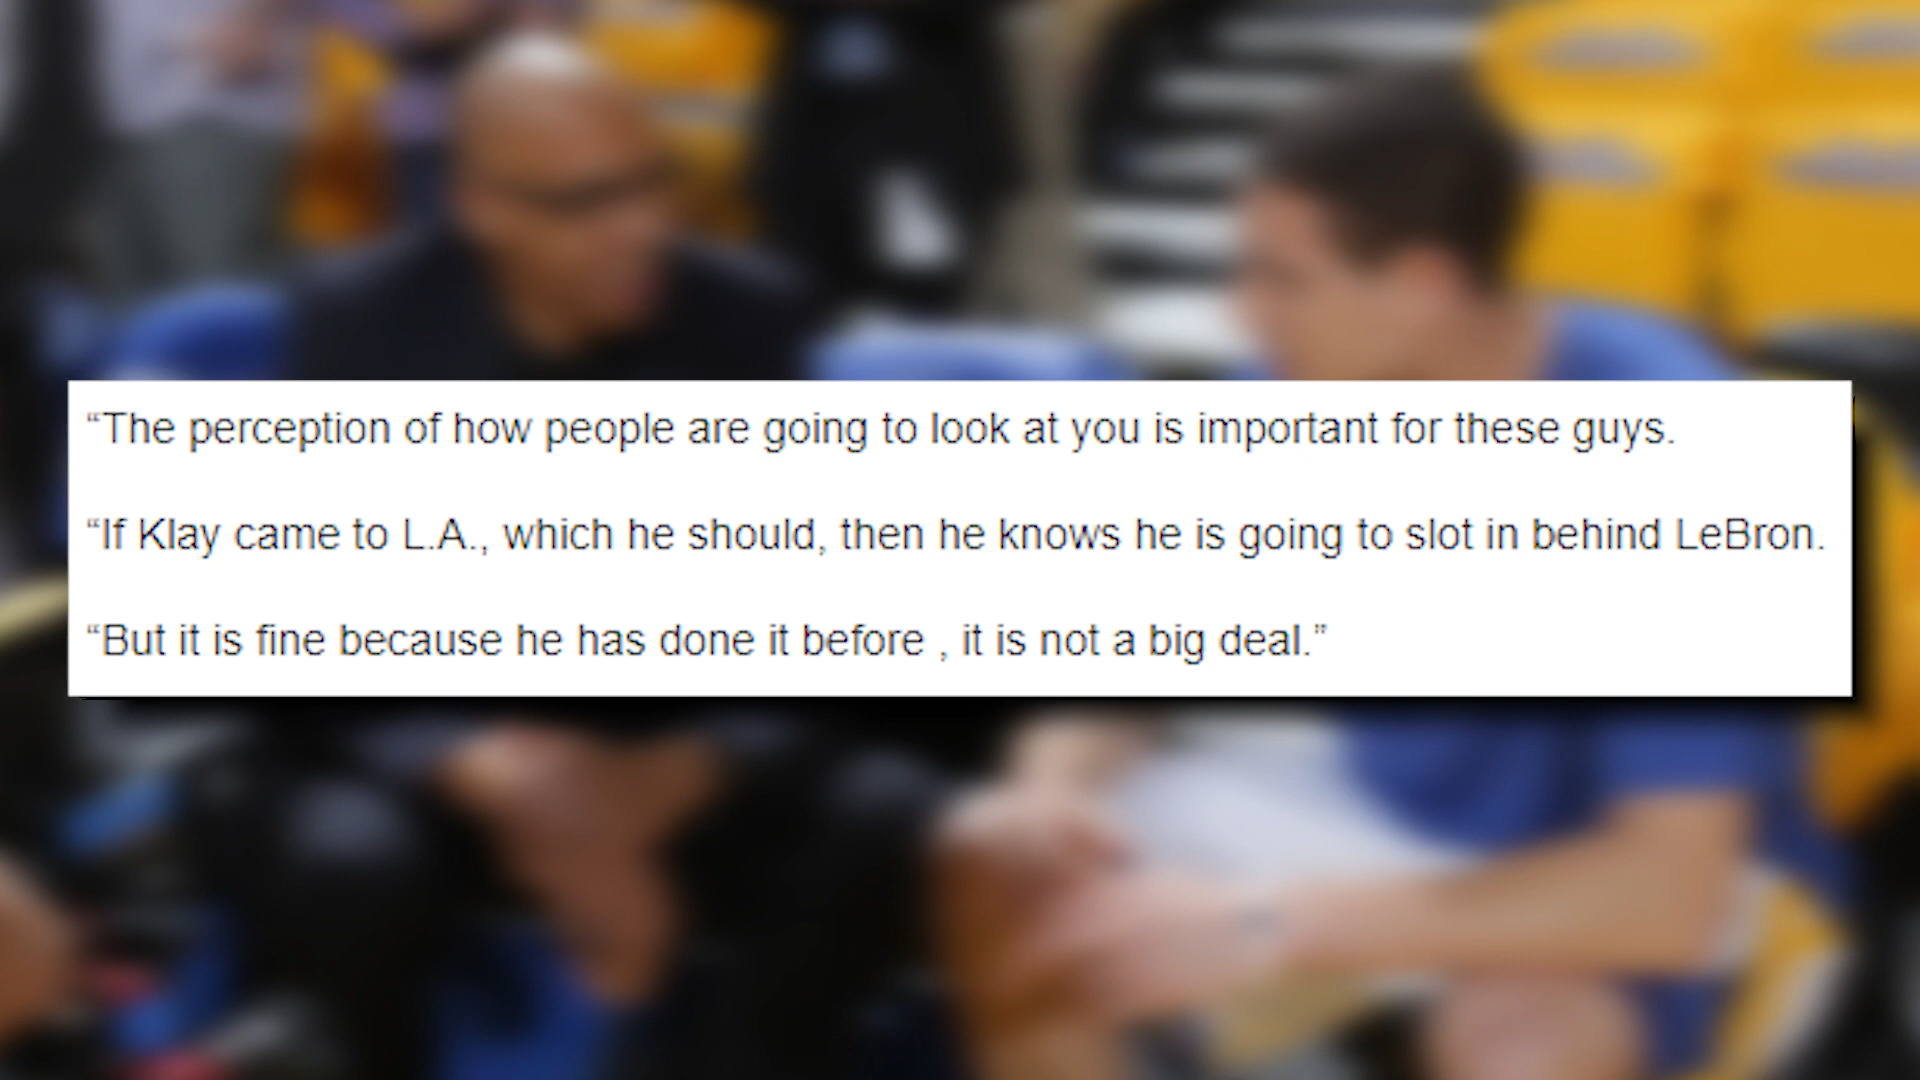 “The perception of how people are going to look at you is important for these guys.
“If Klay came to L.A., which he should, then he knows he is going to slot in behind LeBron.
“But it is fine because he has done it before , it is not a big deal.”